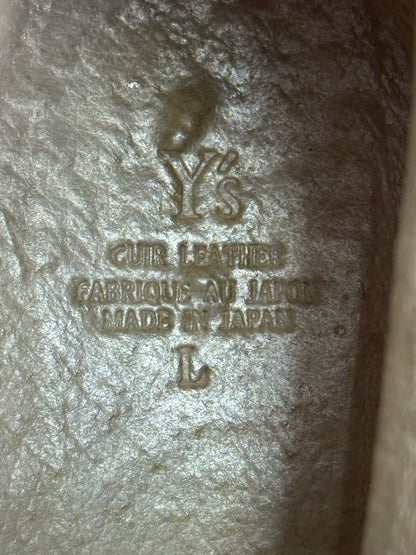 Y's
CUIR LEATHER
FABRIQUE AU JAPON
MADE IN JAPAN
L